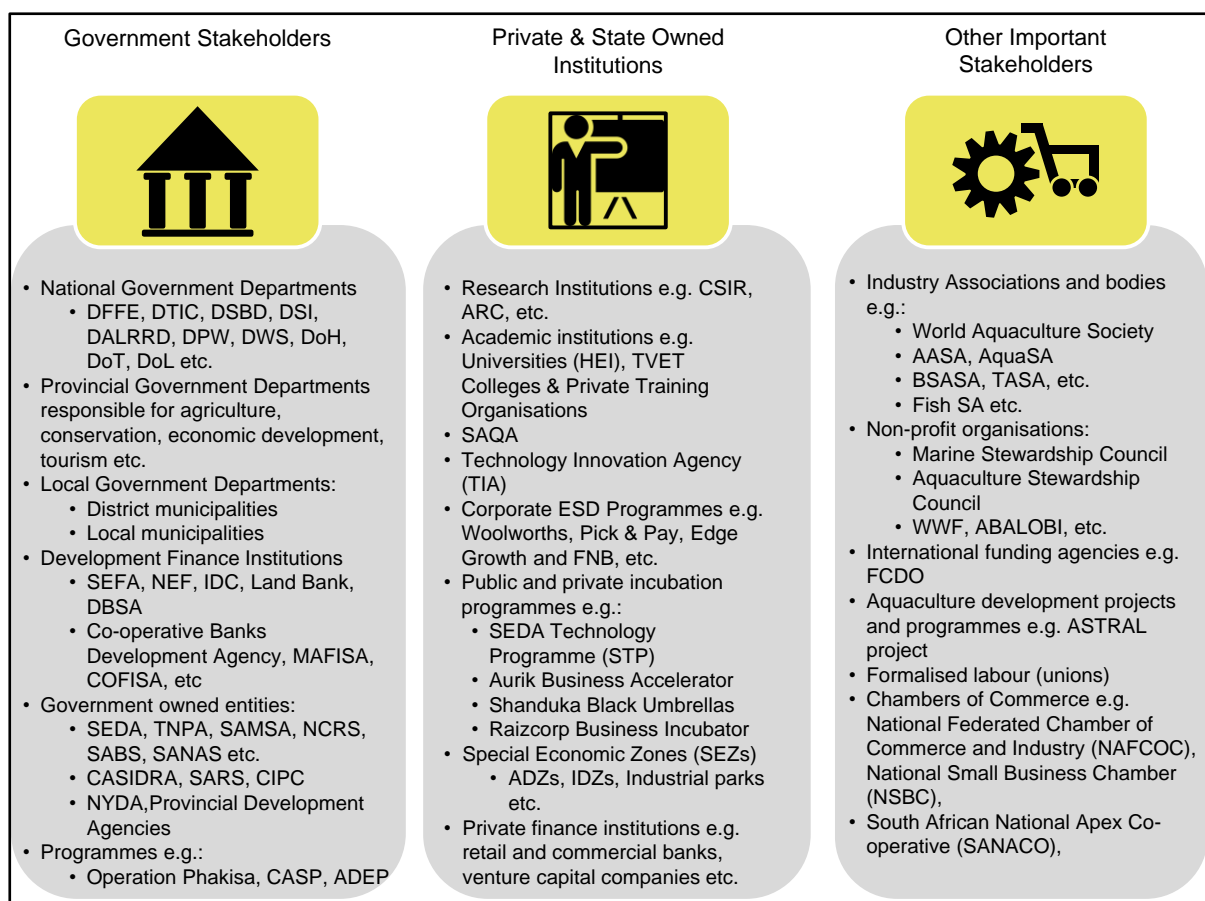 Government Stakeholders
• National Government Departments
• DFFE, DTIC, DSBD, DSI,
DALRRD, DPW, DWS, DoH,
DoT, DoL etc.
• Provincial Government Departments
responsible for agriculture,
conservation, economic development,
tourism etc.
• Local Government Departments:
• District municipalities
• Local municipalities
• Development Finance Institutions
• SEFA, NEF, IDC, Land Bank,
DBSA
• Co-operative Banks
Development Agency, MAFISA,
COFISA, etc
• Government owned entities:
• SEDA, TNPA, SAMSA, NCRS,
SABS, SANAS etc.
• CASIDRA, SARS, CIPC
• NYDA,Provincial Development
Agencies
• Programmes e.g.:
• Operation Phakisa, CASP, ADEP
Private & State Owned
Institutions
• Research Institutions e.g. CSIR,
ARC, etc.
• Academic institutions e.g.
Universities (HEI), TVET
Colleges & Private Training
Organisations
• SAQA
• Technology Innovation Agency
(TIA)
• Corporate ESD Programmes e.g.
Woolworths, Pick & Pay, Edge
Growth and FNB, etc.
• Public and private incubation
programmes e.g.:
• SEDA Technology
Programme (STP)
• Aurik Business Accelerator
• Shanduka Black Umbrellas
• Raizcorp Business Incubator
• Special Economic Zones (SEZs)
• ADZs, IDZs, Industrial parks
etc.
• Private finance institutions e.g.
retail and commercial banks,
venture capital companies etc.
Other Important
Stakeholders
• Industry Associations and bodies
e.g.:
• World Aquaculture Society
• AASA, AquaSA
• BSASA, TASA, etc.
• Fish SA etc.
• Non-profit organisations:
• Marine Stewardship Council
• Aquaculture Stewardship
Council
• WWF, ABALOBI, etc.
• International funding agencies e.g.
FCDO
• Aquaculture development projects
and programmes e.g. ASTRAL
project
• Formalised labour (unions)
• Chambers of Commerce e.g.
National Federated Chamber of
Commerce and Industry (NAFCOC),
National Small Business Chamber
(NSBC),
• South African National Apex Co-
operative (SANACO),